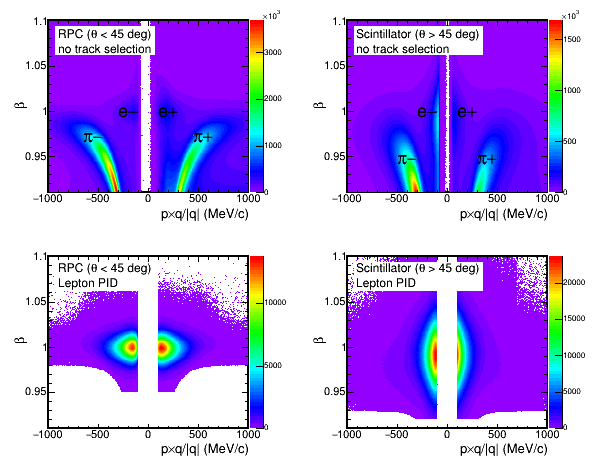 RPC (θ < 45 deg)
no track selection
×10³
3000
2000
1000
0
1.1
1.05
1
0.95
β
e−
e+
π−
π+
−1000 −500 0 500 1000
p×q/|q| (MeV/c)
Scintillator (θ > 45 deg)
no track selection
×10³
1500
1000
500
0
1.1
1.05
1
0.95
β
e−
e+
π−
π+
−1000 −500 0 500 1000
p×q/|q| (MeV/c)
RPC (θ < 45 deg)
Lepton PID
10000
5000
0
1.1
1.05
1
0.95
β
−1000 −500 0 500 1000
p×q/|q| (MeV/c)
Scintillator (θ > 45 deg)
Lepton PID
20000
15000
10000
5000
0
1.1
1.05
1
0.95
β
−1000 −500 0 500 1000
p×q/|q| (MeV/c)